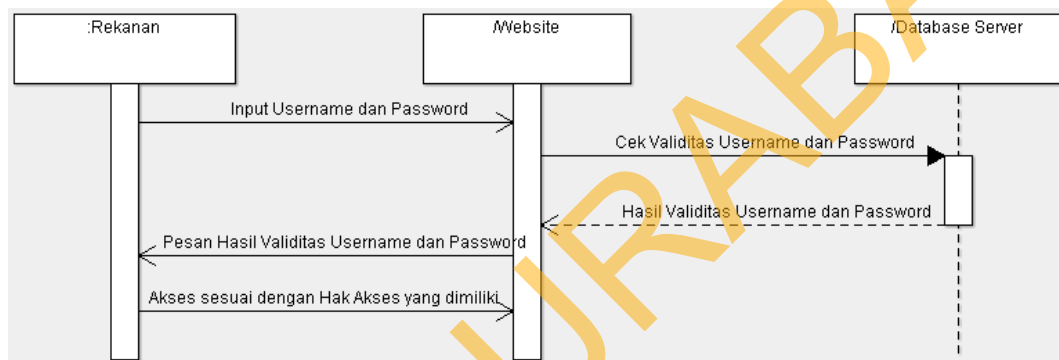 :Rekanan
/Website
/Database Server
Input Username dan Password
Cek Validitas Username dan Password
Hasil Validitas Username dan Password
Pesan Hasil Validitas Username dan Password
Akses sesuai dengan Hak Akses yang dimiliki